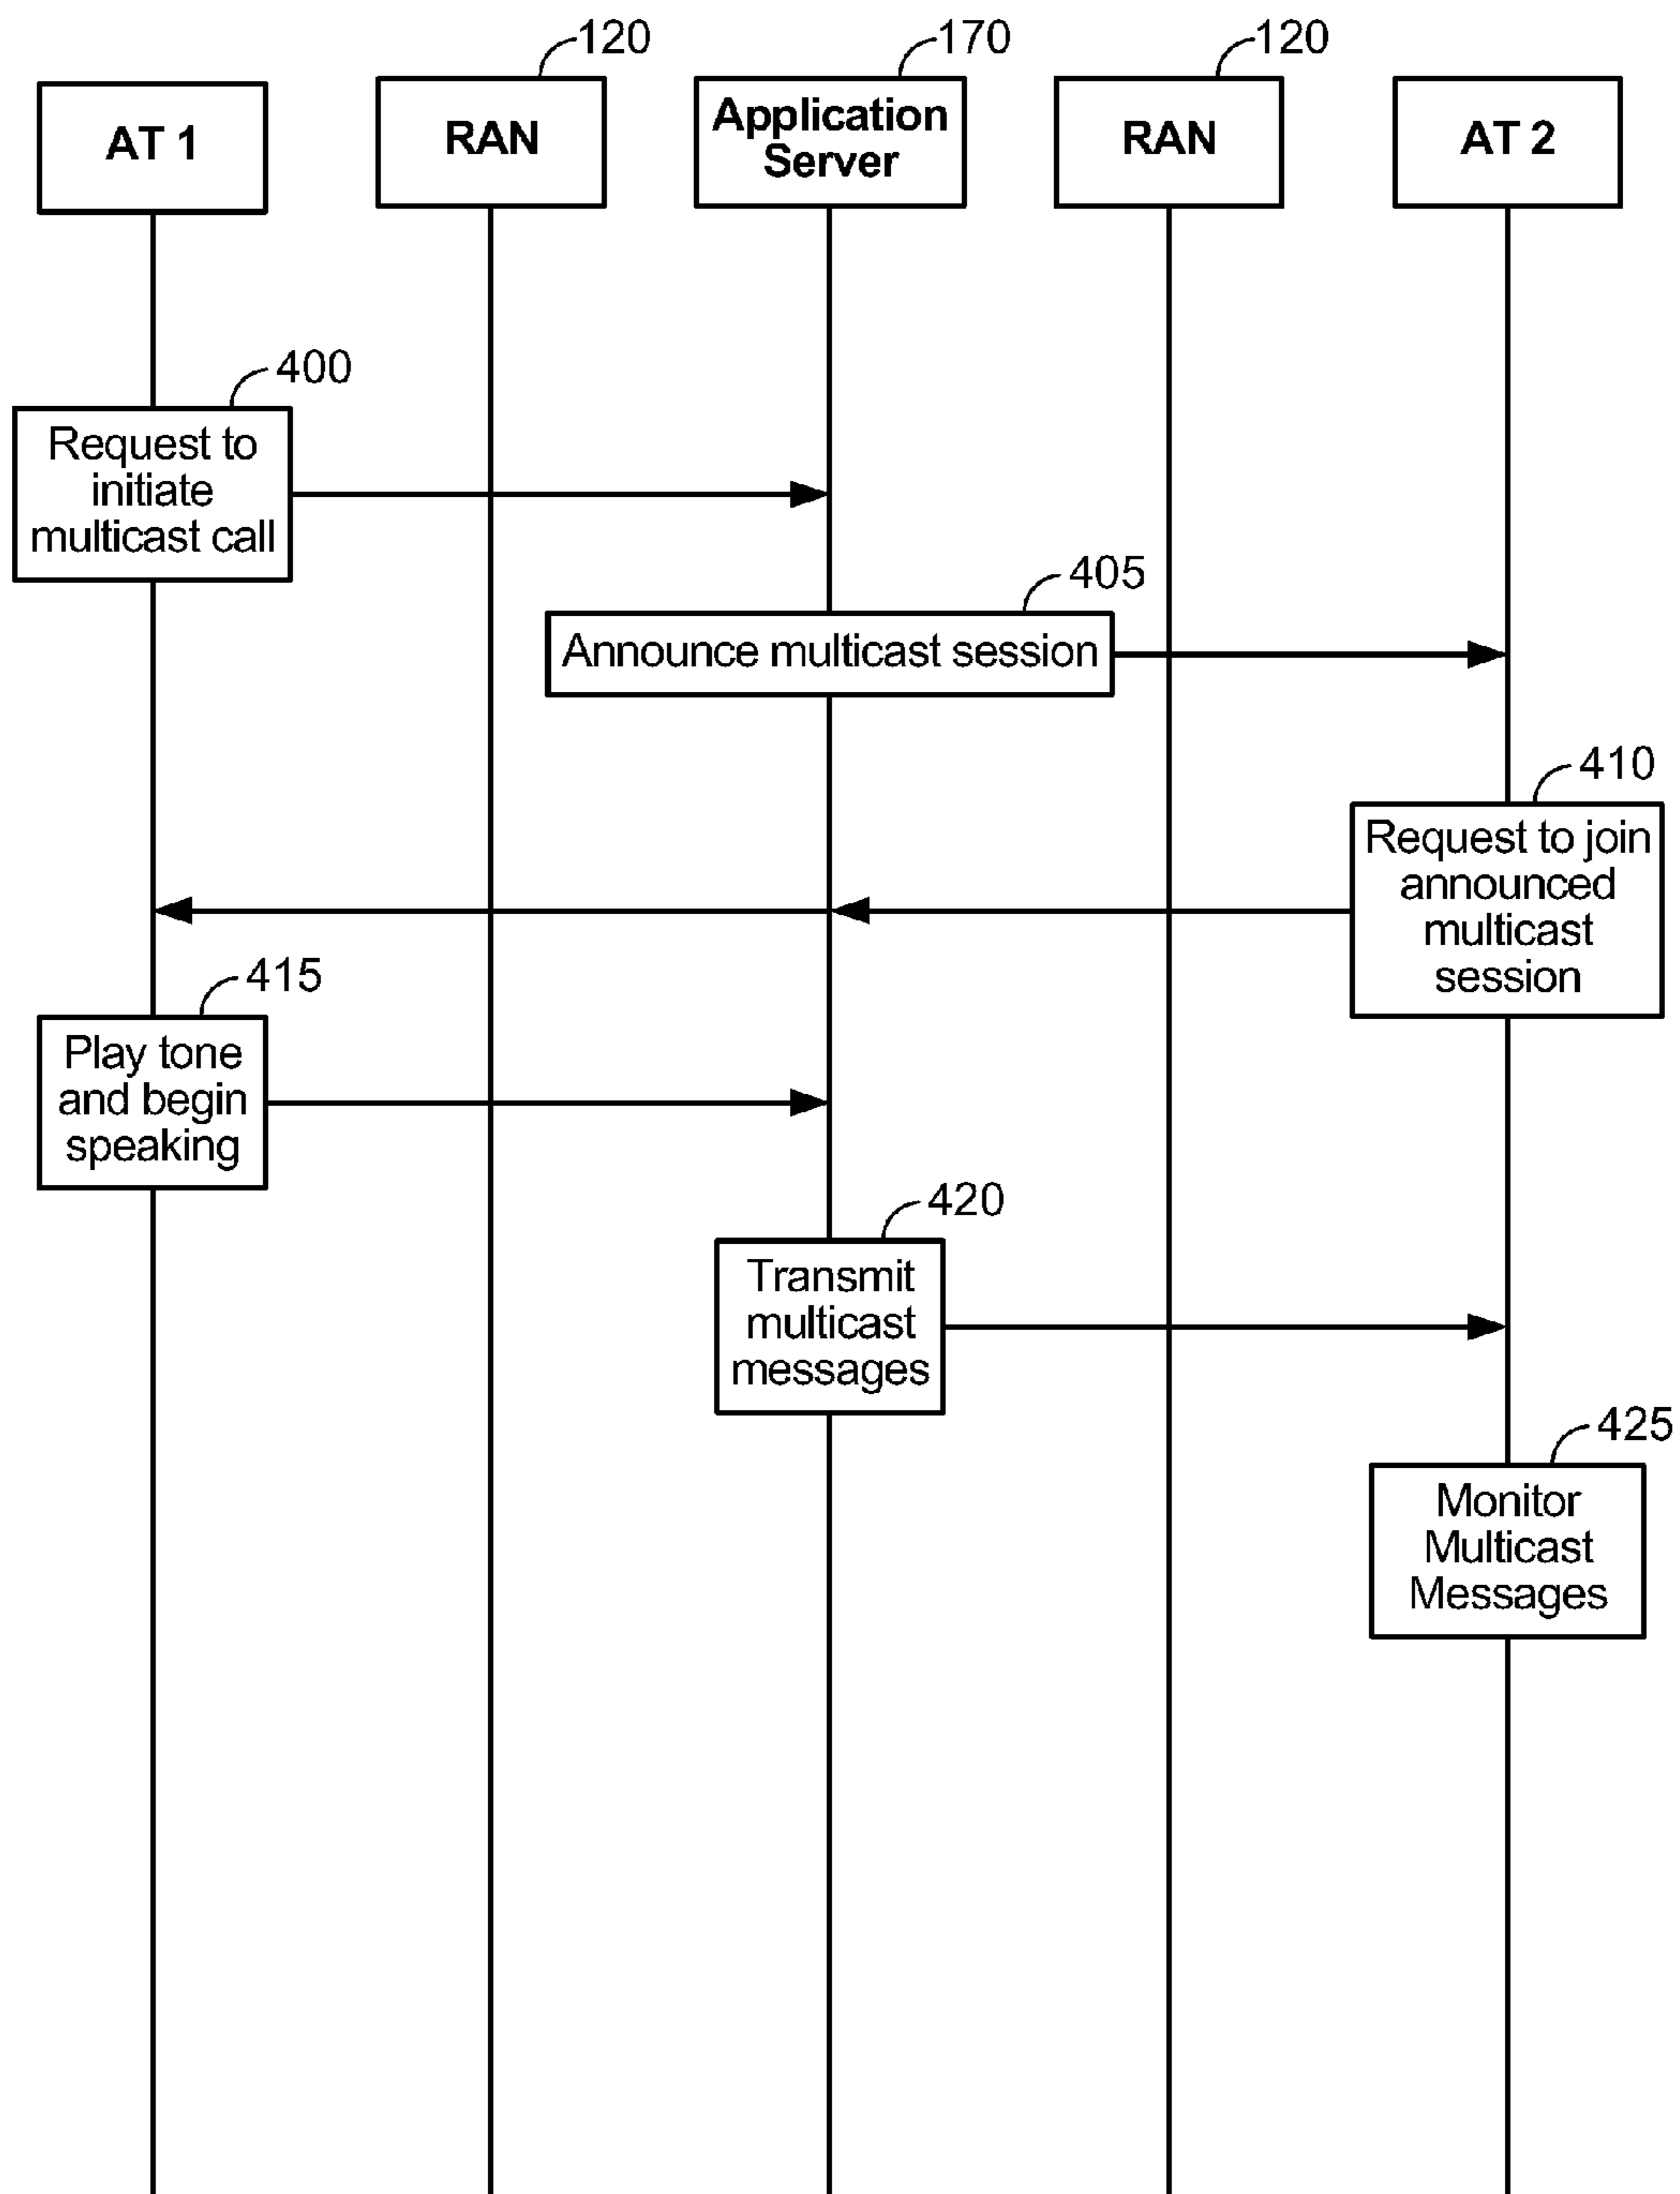 120
170
120
AT 1
RAN
Application
Server
RAN
AT 2
400
Request to
initiate
multicast call
405
Announce multicast session
410
Request to join
announced
multicast
session
415
Play tone
and begin
speaking
420
Transmit
multicast
messages
425
Monitor
Multicast
Messages